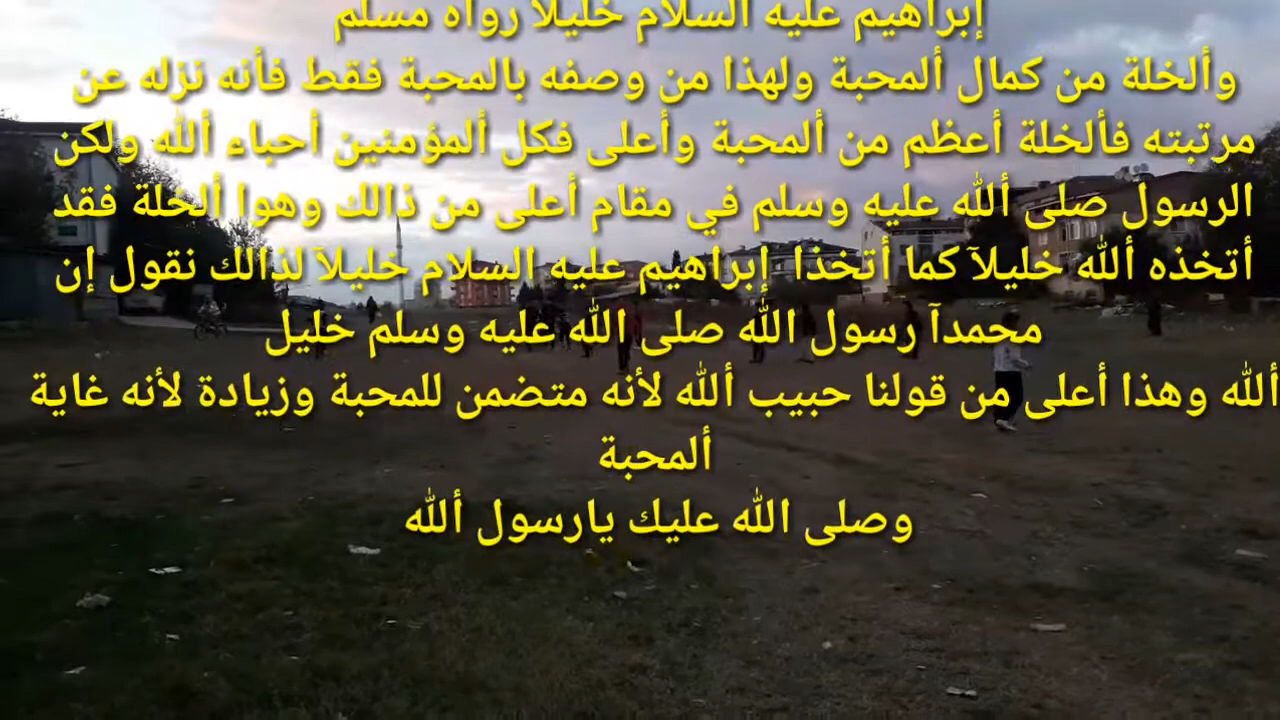 إبراهيم عليه السلام خليلآ رواه مسلم
وألخلة من كمال ألمحبة ولهذا من وصفه بالمحبة فقط فأنه نزله عن
مرتبته فألخلة أعظم من ألمحبة وأعلى فكل ألمؤمنين أحباء ألله ولكن
الرسول صلى ألله عليه وسلم في مقام أعلى من ذالك وهوا ألخلة فقد
أتخذه ألله خليلآ كما أتخذا إبراهيم عليه السلام خليلآ لذالك نقول إن
محمدآ رسول الله صلى الله عليه وسلم خليل
ألله وهذا أعلى من قولنا حبيب ألله لأنه متضمن للمحبة وزيادة لأنه غاية
ألمحبة
وصلى الله عليك يارسول ألله